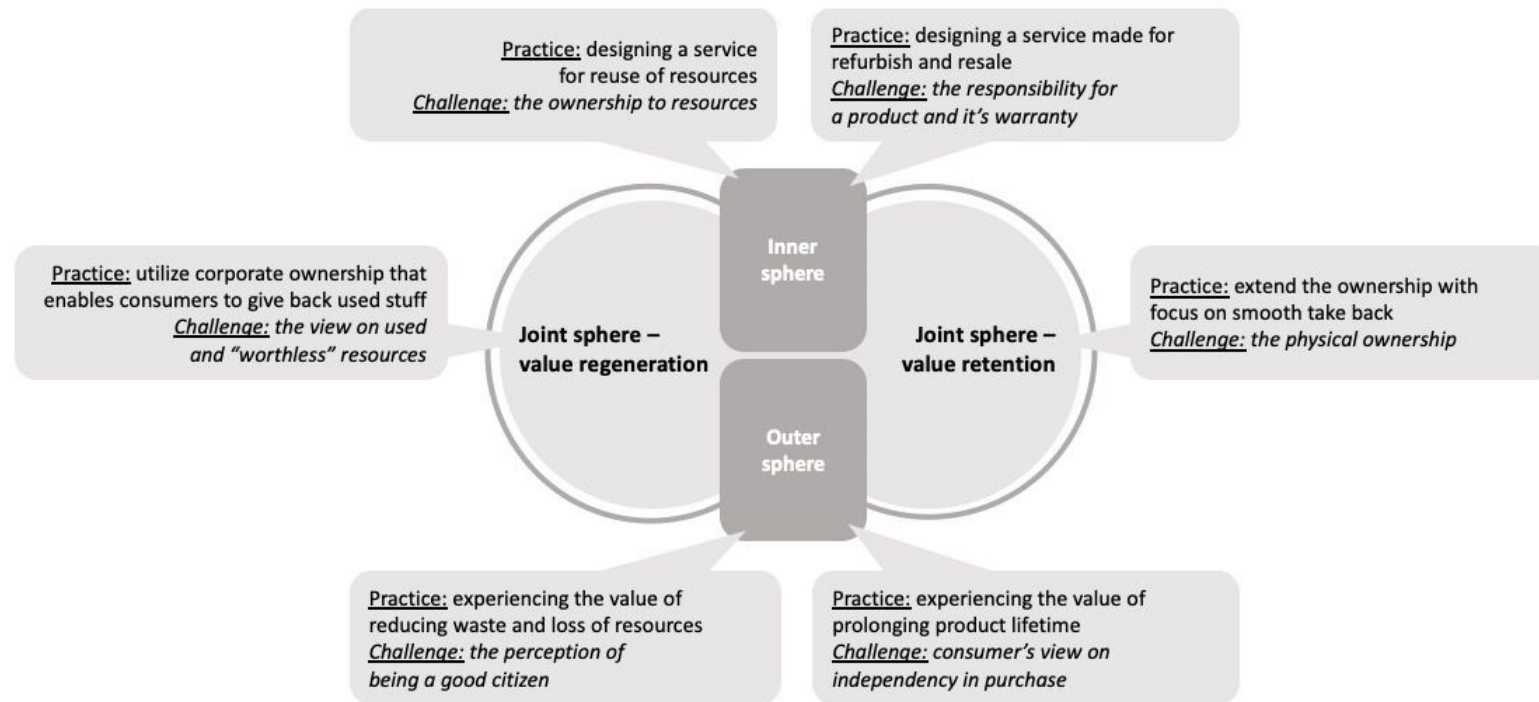 Practice: designing a service
for reuse of resources
Challenge: the ownership to resources
Practice: designing a service made for
refurbish and resale
Challenge: the responsibility for
a product and it’s warranty
Practice: utilize corporate ownership that
enables consumers to give back used stuff
Challenge: the view on used
and “worthless” resources
Joint sphere –
value regeneration
Inner
sphere
Outer
sphere
Joint sphere –
value retention
Practice: extend the ownership with
focus on smooth take back
Challenge: the physical ownership
Practice: experiencing the value of
reducing waste and loss of resources
Challenge: the perception of
being a good citizen
Practice: experiencing the value of
prolonging product lifetime
Challenge: consumer’s view on
independency in purchase